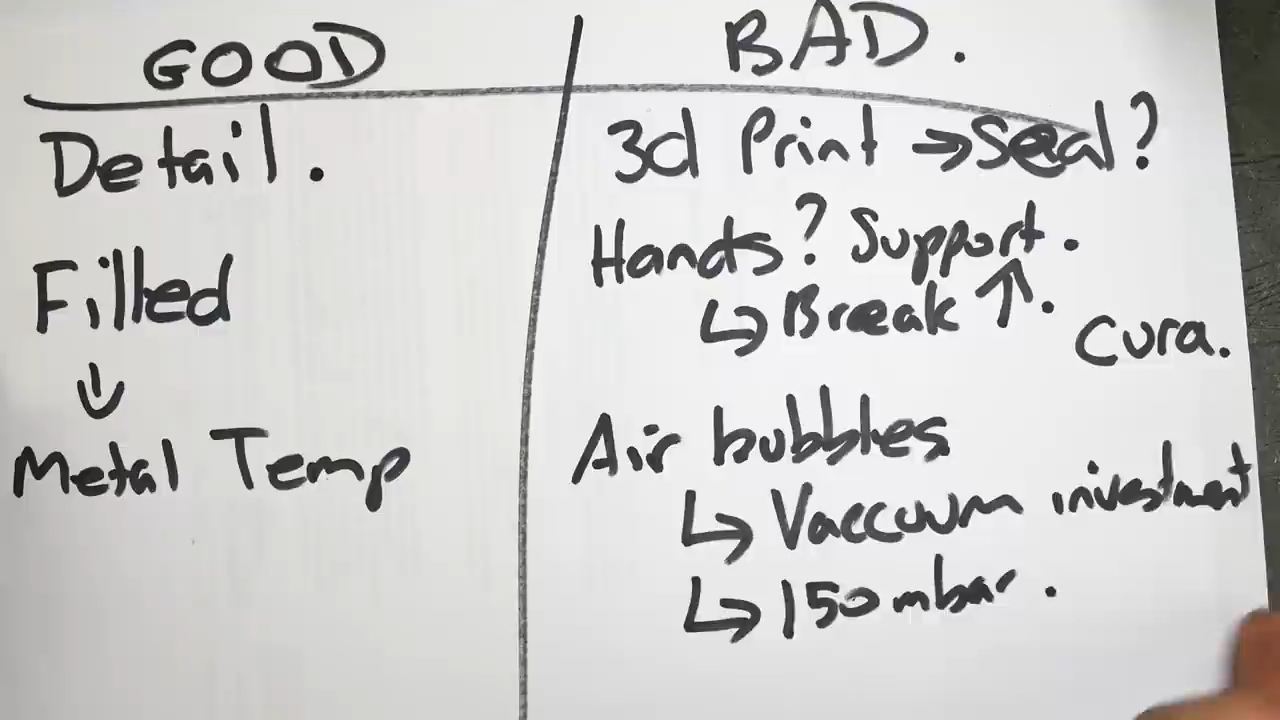 GOOD
Detail.
Filled
↓
Metal Temp
BAD.
3d Print → Seal?
Hands? Support.
↳ Break ↑.
Cura.
Air bubbles
↳ Vaccuum investment
↳ 150 mbar.